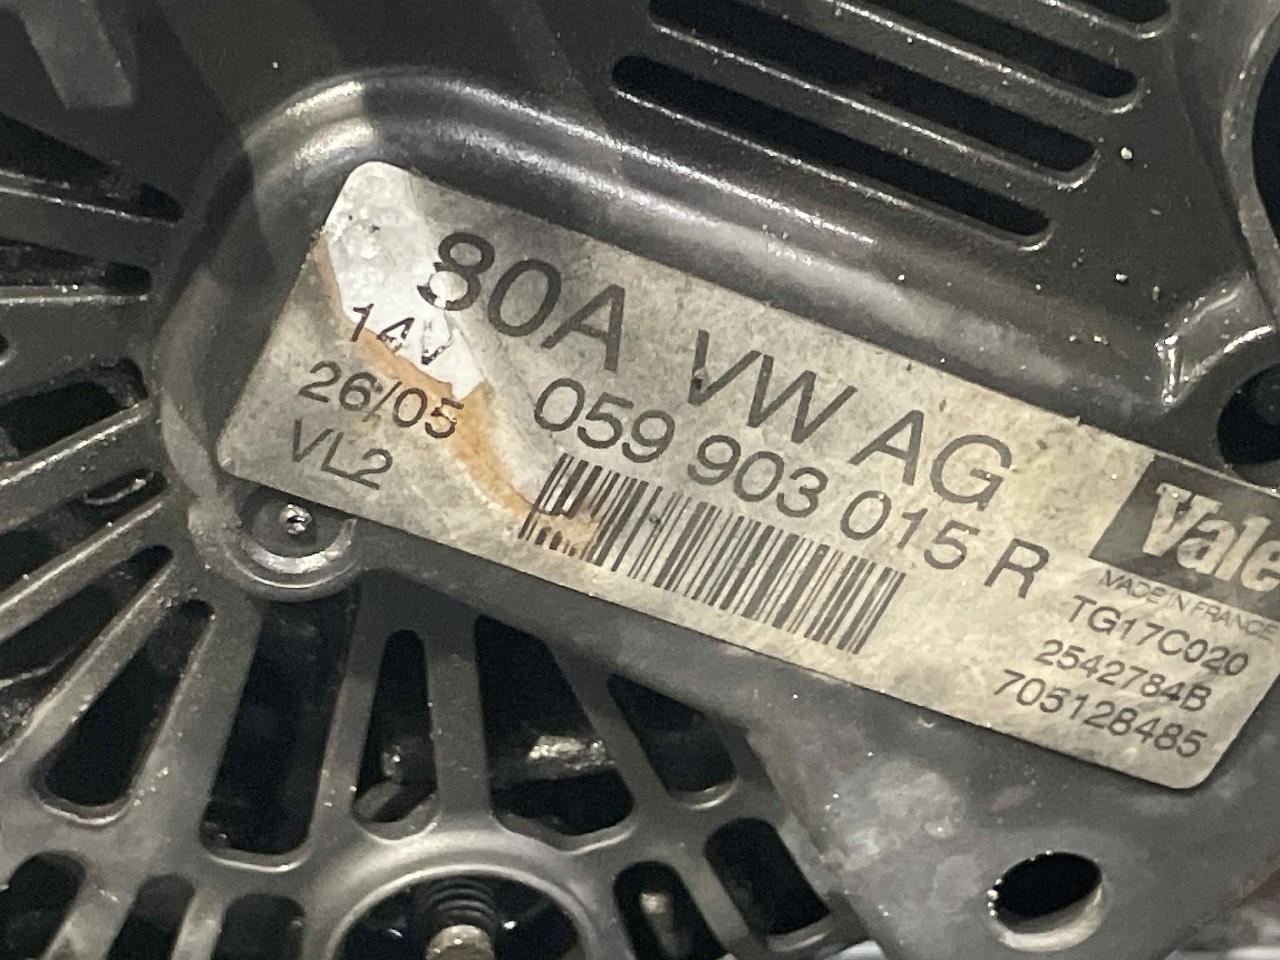 80A VW AG
14V 059 903 015 R
26/05
VL2
Vale
MADE IN FRANCE
TG17C020
2542784B
705128485